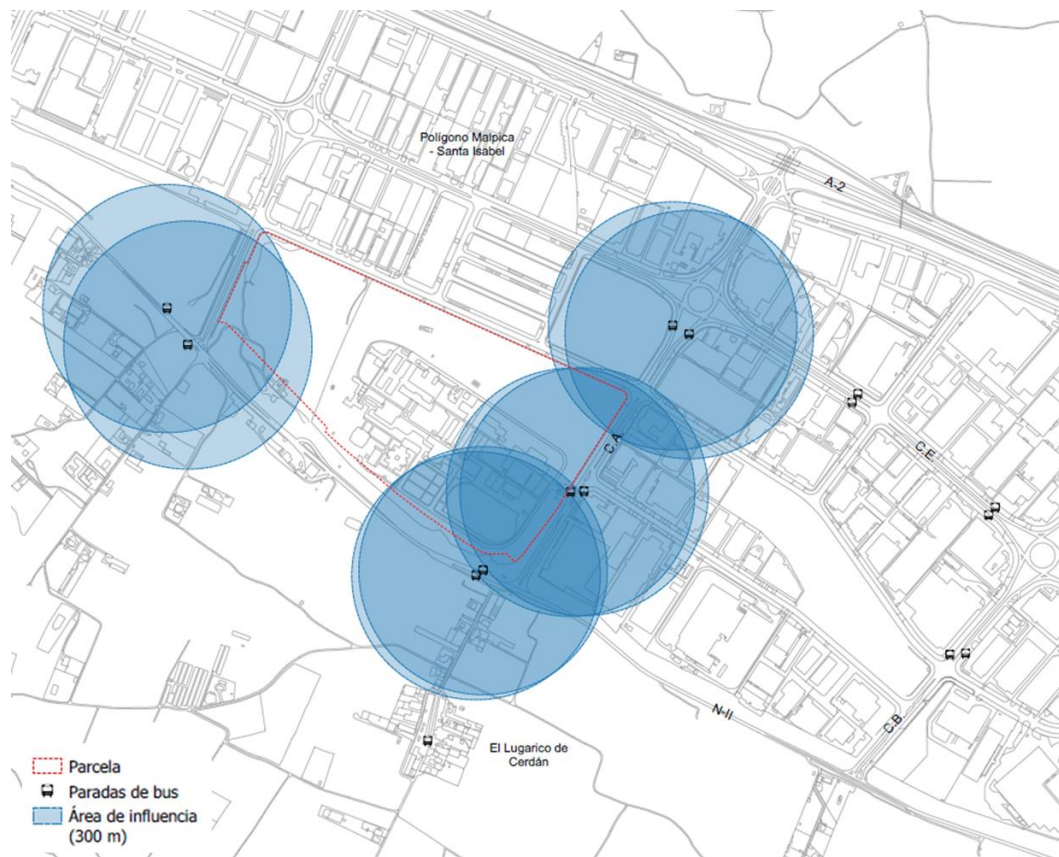 Polígono Malpica
- Santa Isabel
A-2
C.A.
C.E.
C.B
N-II
El Lugarico de
Cerdán
Parcela
Paradas de bus
Área de influencia
(300 m)